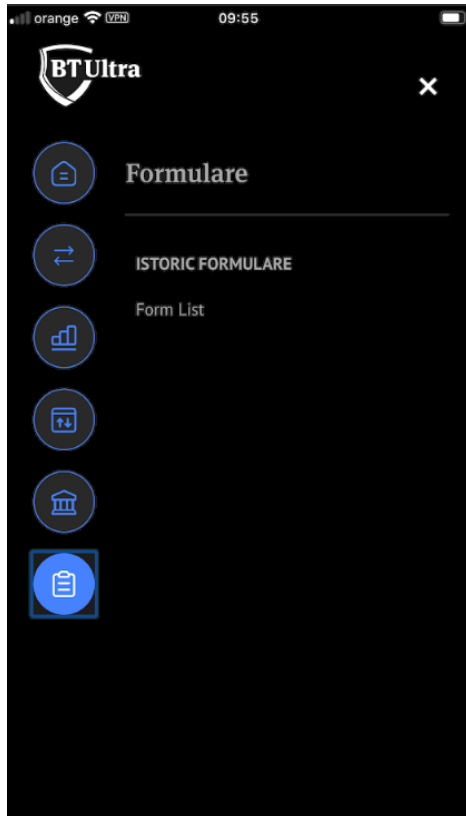 orange VPN 09:55
BT Ultra
Formulare
ISTORIC FORMULARE
Form List